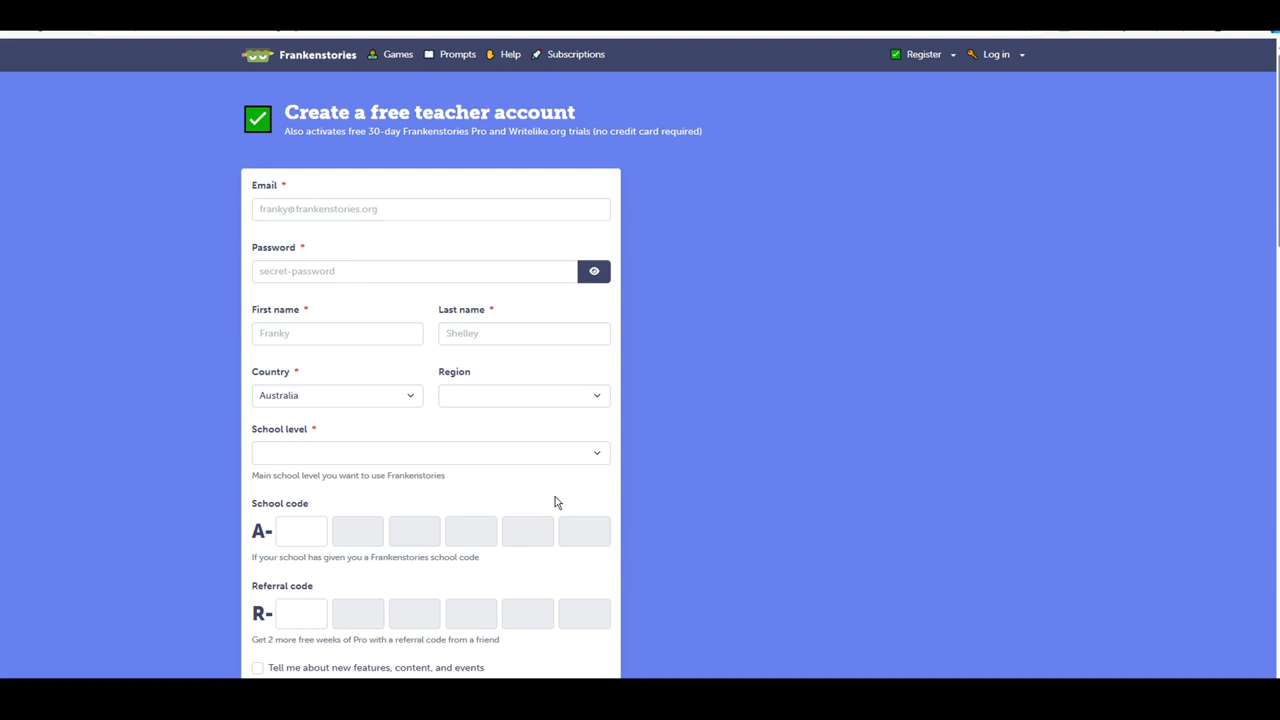 Frankenstories Games Prompts Help Subscriptions Register Log in
Create a free teacher account
Also activates free 30-day Frankenstories Pro and Writelike.org trials (no credit card required)
Email *
franky@frankenstories.org
Password *
secret-password
First name * Last name *
Franky Shelley
Country * Region
Australia
School level *
Main school level you want to use Frankenstories
School code
A-
If your school has given you a Frankenstories school code
Referral code
R-
Get 2 more free weeks of Pro with a referral code from a friend
Tell me about new features, content, and events